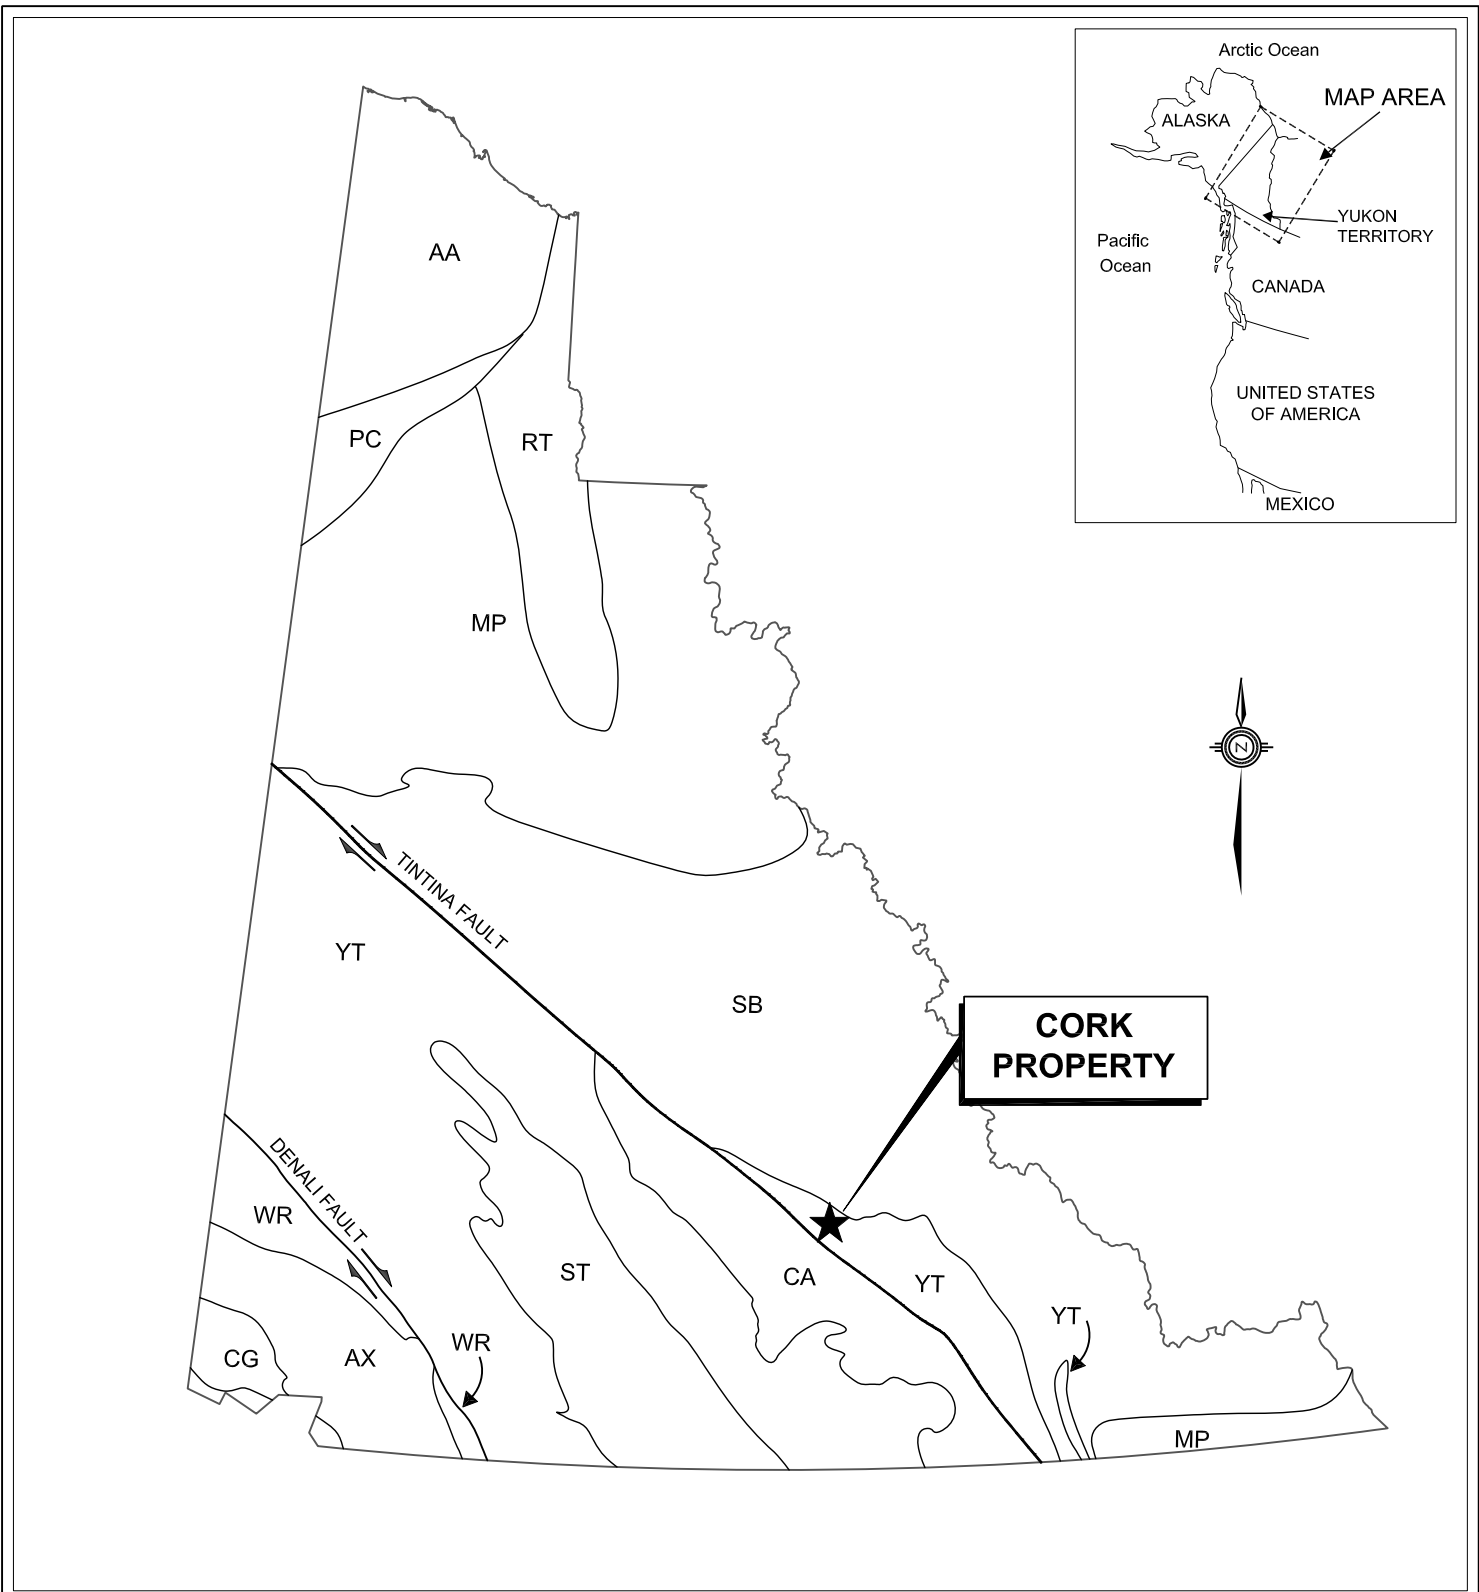 Arctic Ocean
MAP AREA
ALASKA
YUKON
TERRITORY
Pacific
Ocean
CANADA
UNITED STATES
OF AMERICA
MEXICO
AA
PC
RT
MP
N
TINTINA FAULT
YT
SB
CORK
PROPERTY
DENALI FAULT
WR
ST
CA
YT
YT
WR
CG
AX
MP